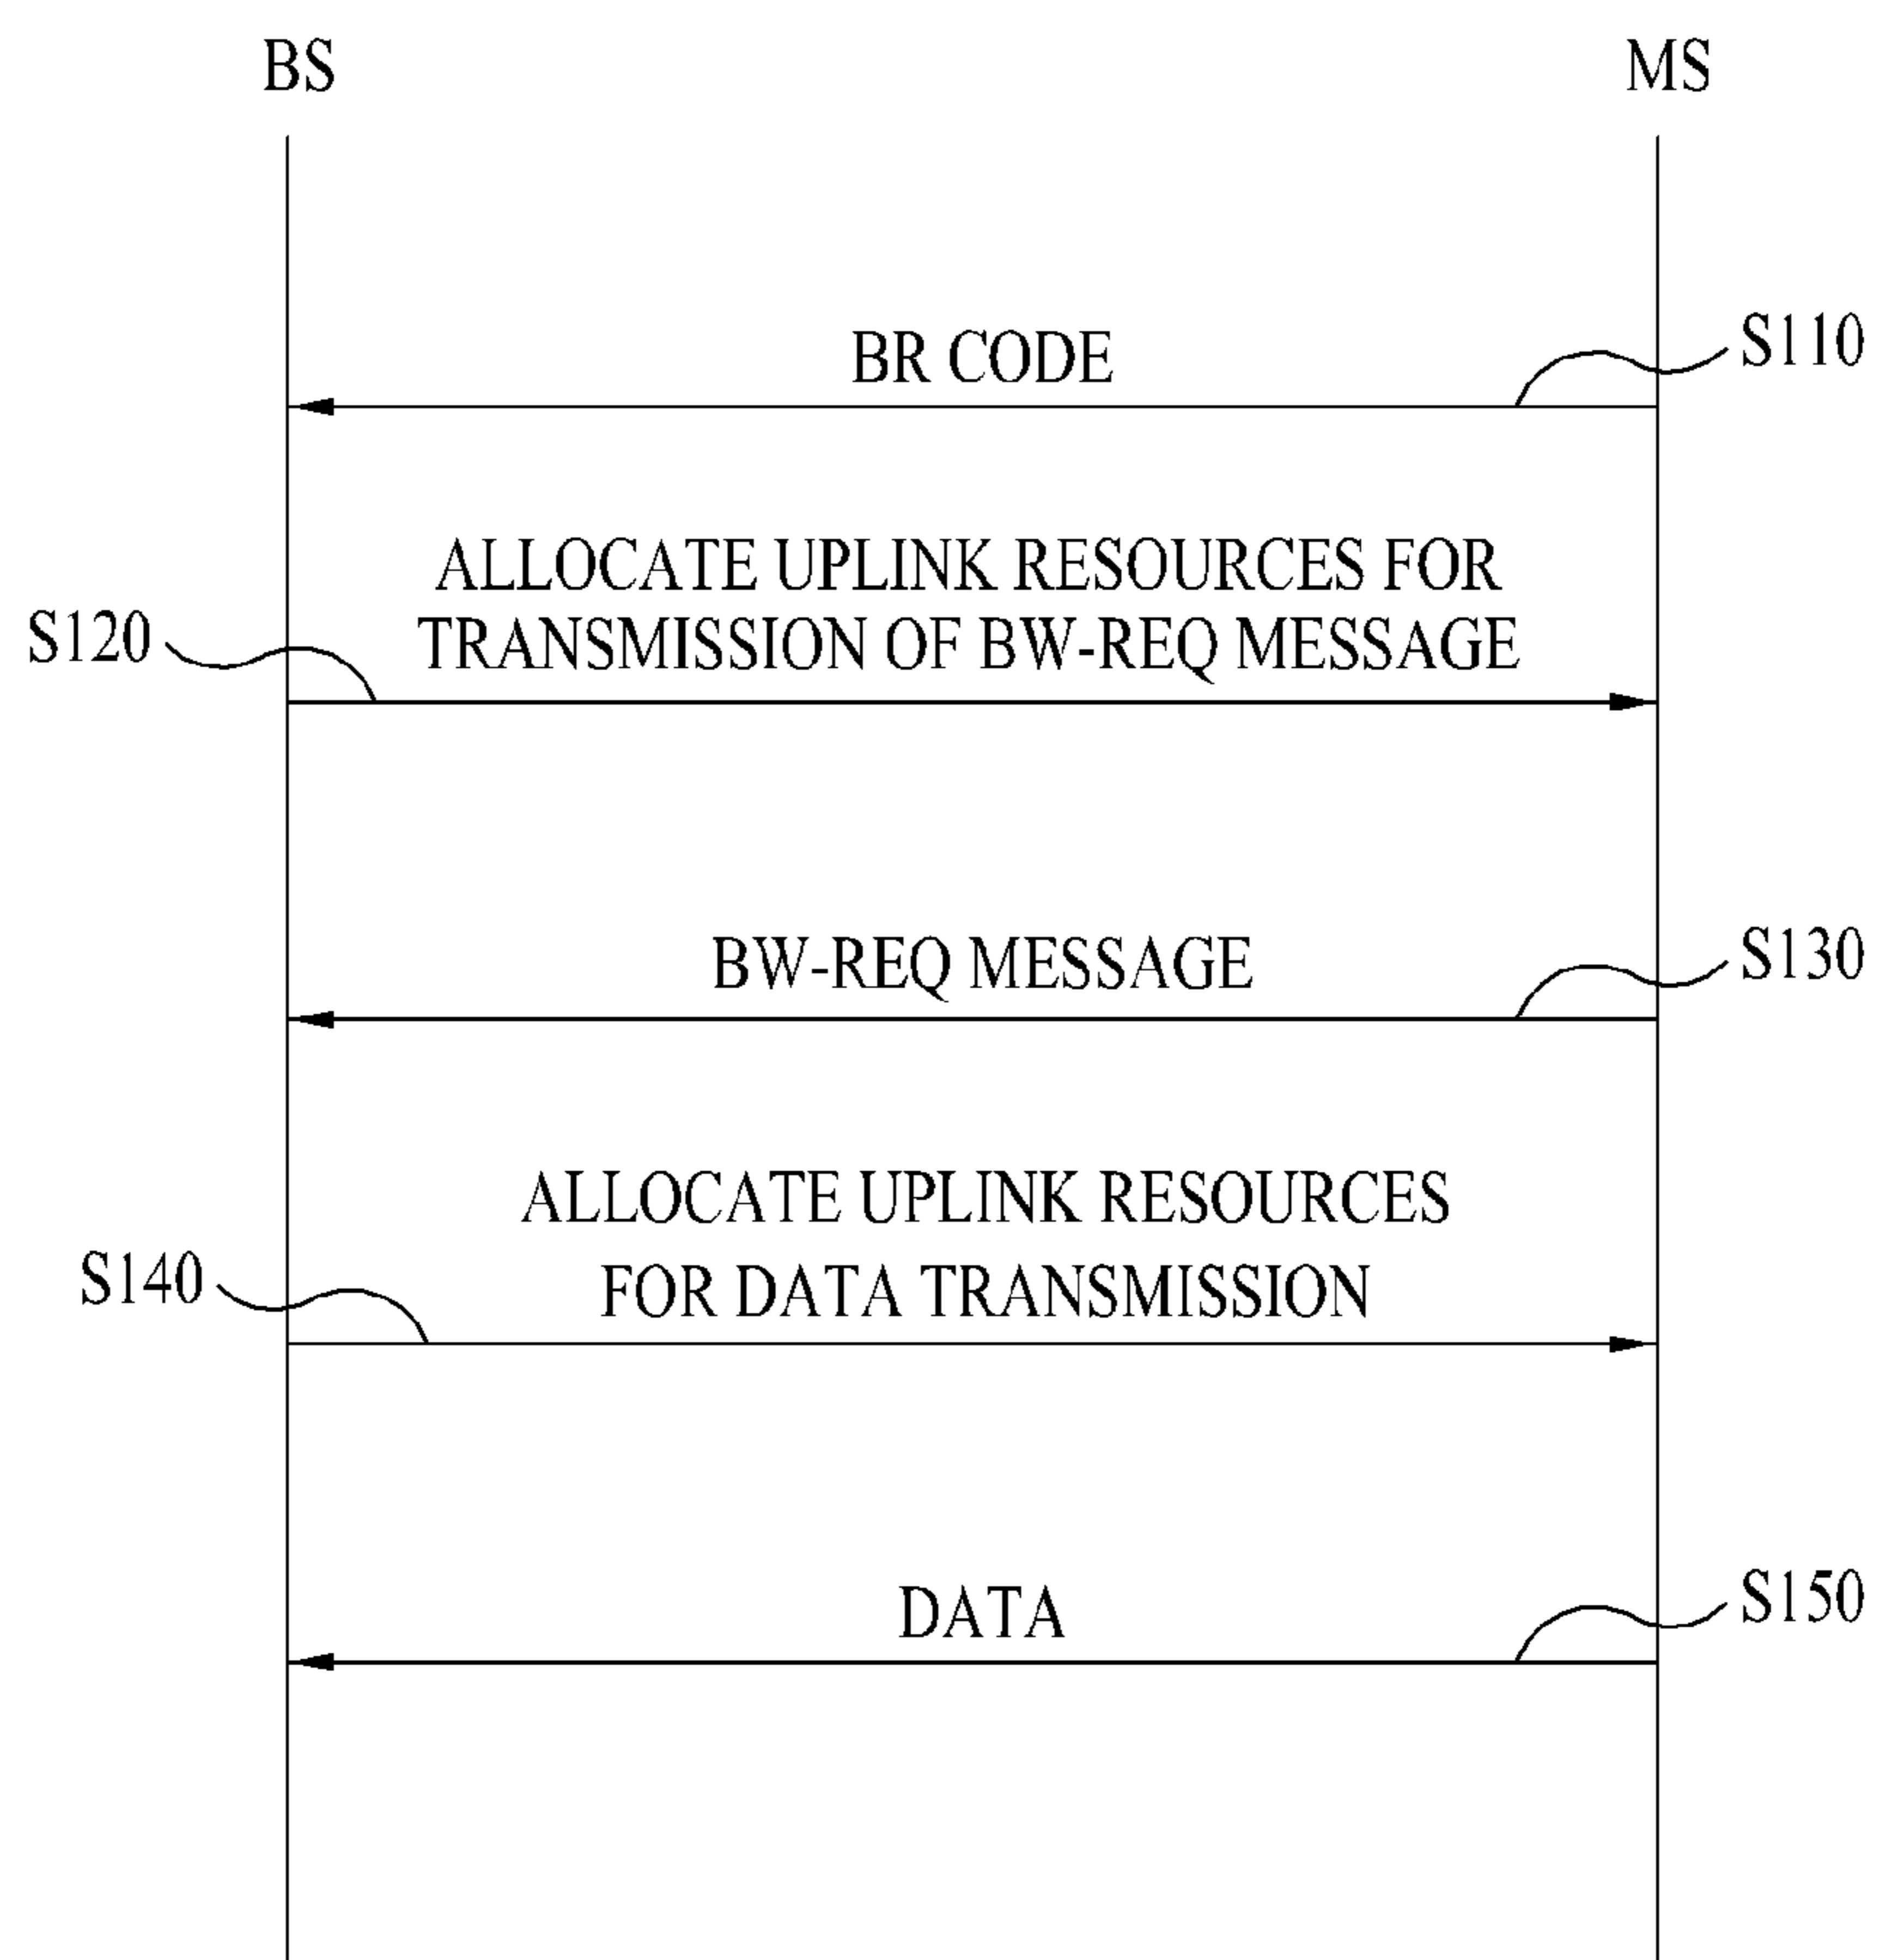 BS
MS
BR CODE
S110
ALLOCATE UPLINK RESOURCES FOR
TRANSMISSION OF BW-REQ MESSAGE
S120
BW-REQ MESSAGE
S130
ALLOCATE UPLINK RESOURCES
FOR DATA TRANSMISSION
S140
DATA
S150